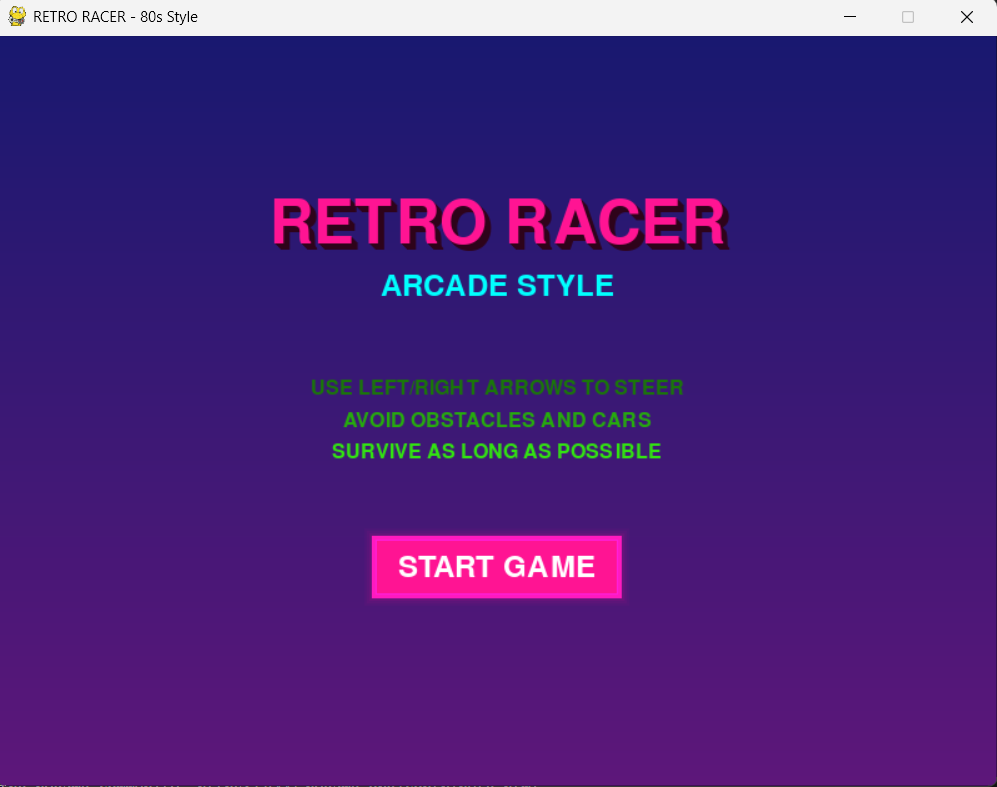 RETRO RACER - 80s Style
RETRO RACER
ARCADE STYLE
USE LEFT/RIGHT ARROWS TO STEER
AVOID OBSTACLES AND CARS
SURVIVE AS LONG AS POSSIBLE
START GAME